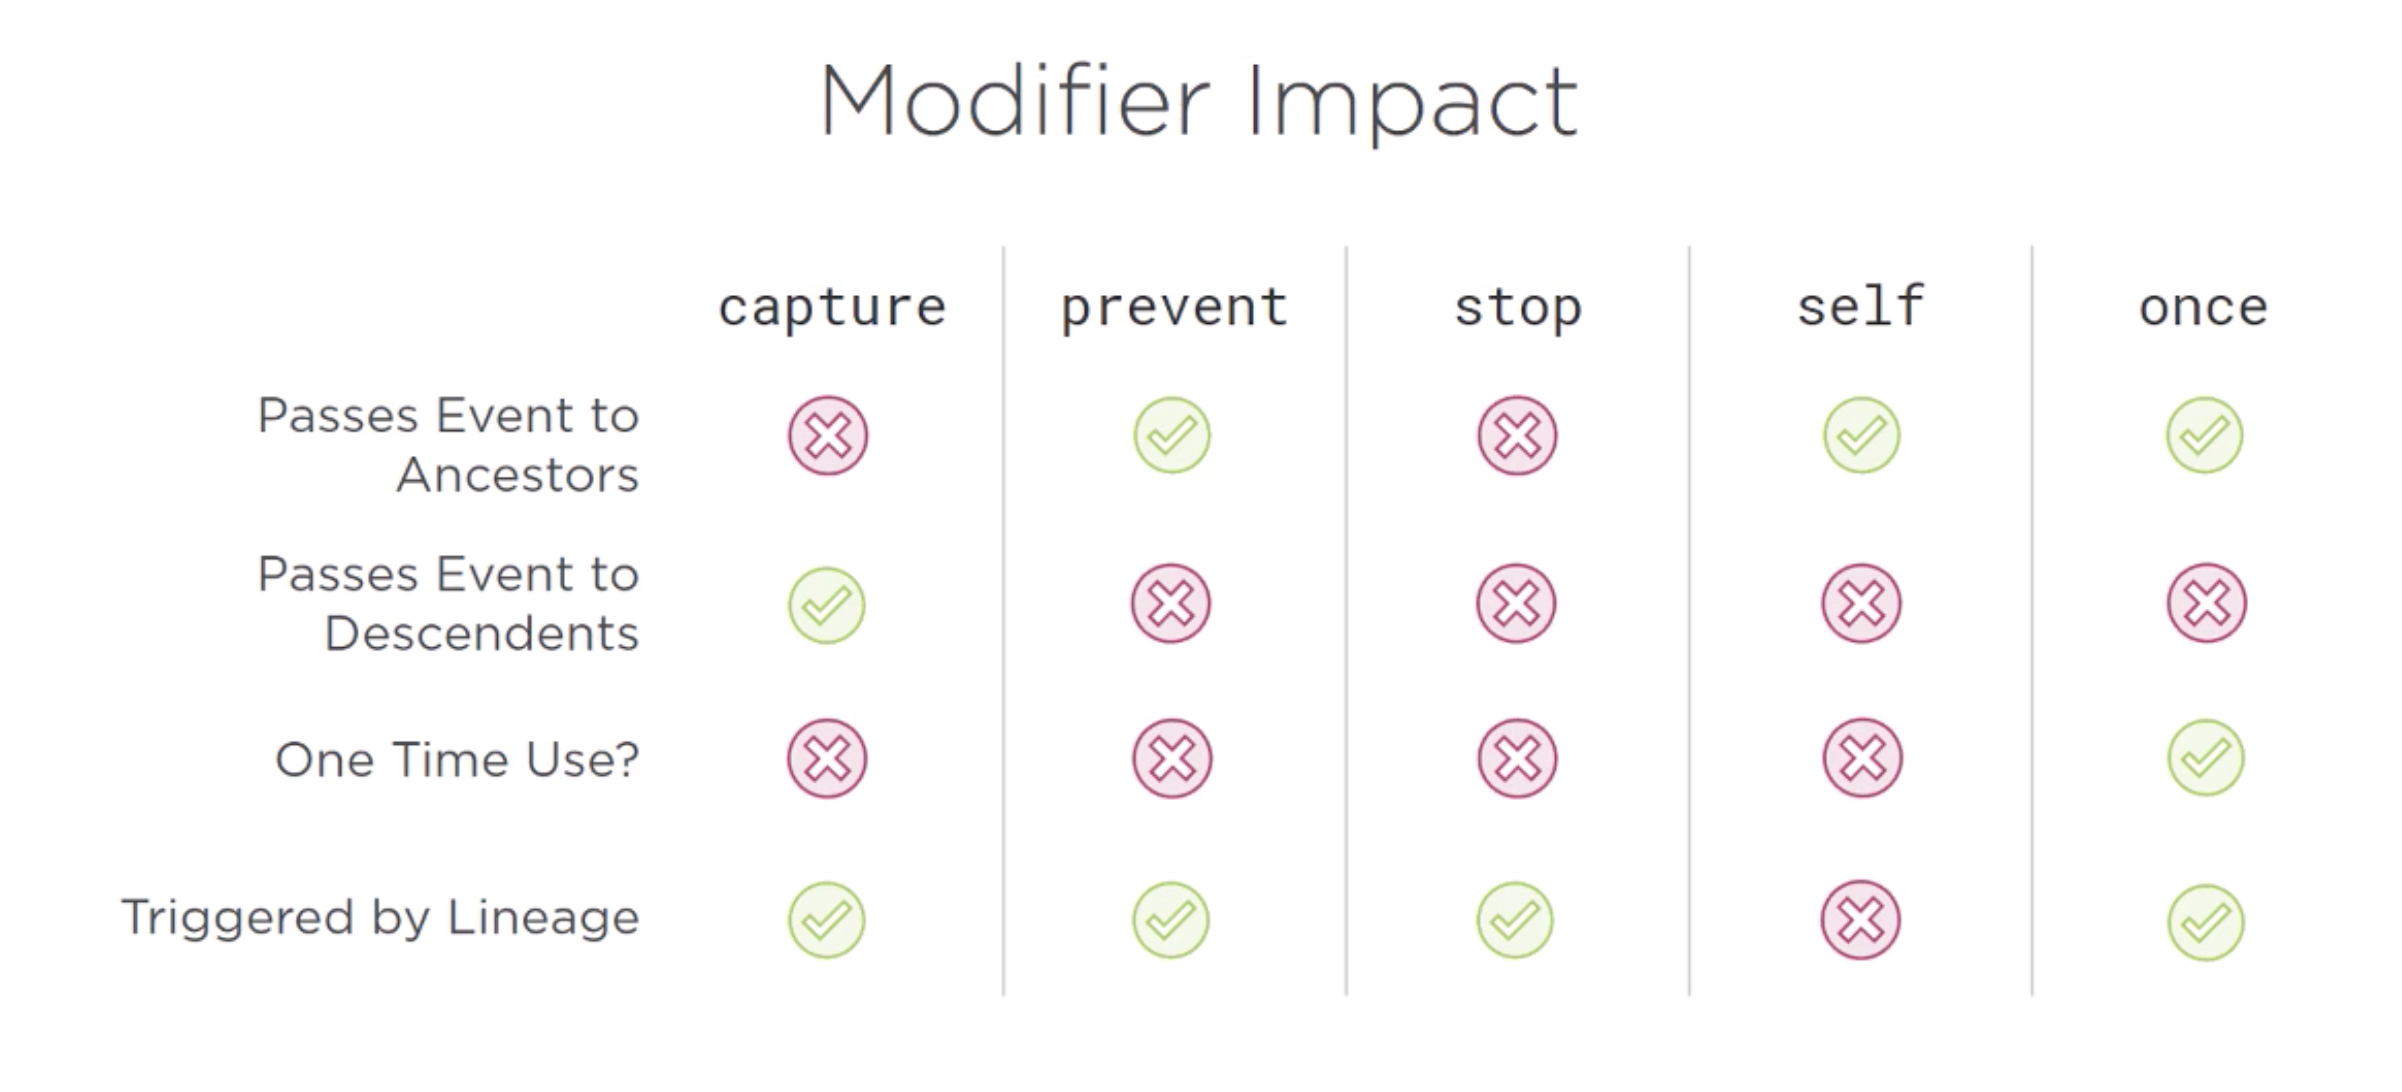 Modifier Impact
capture prevent stop self once
Passes Event to
Ancestors
Passes Event to
Descendents
One Time Use?
Triggered by Lineage